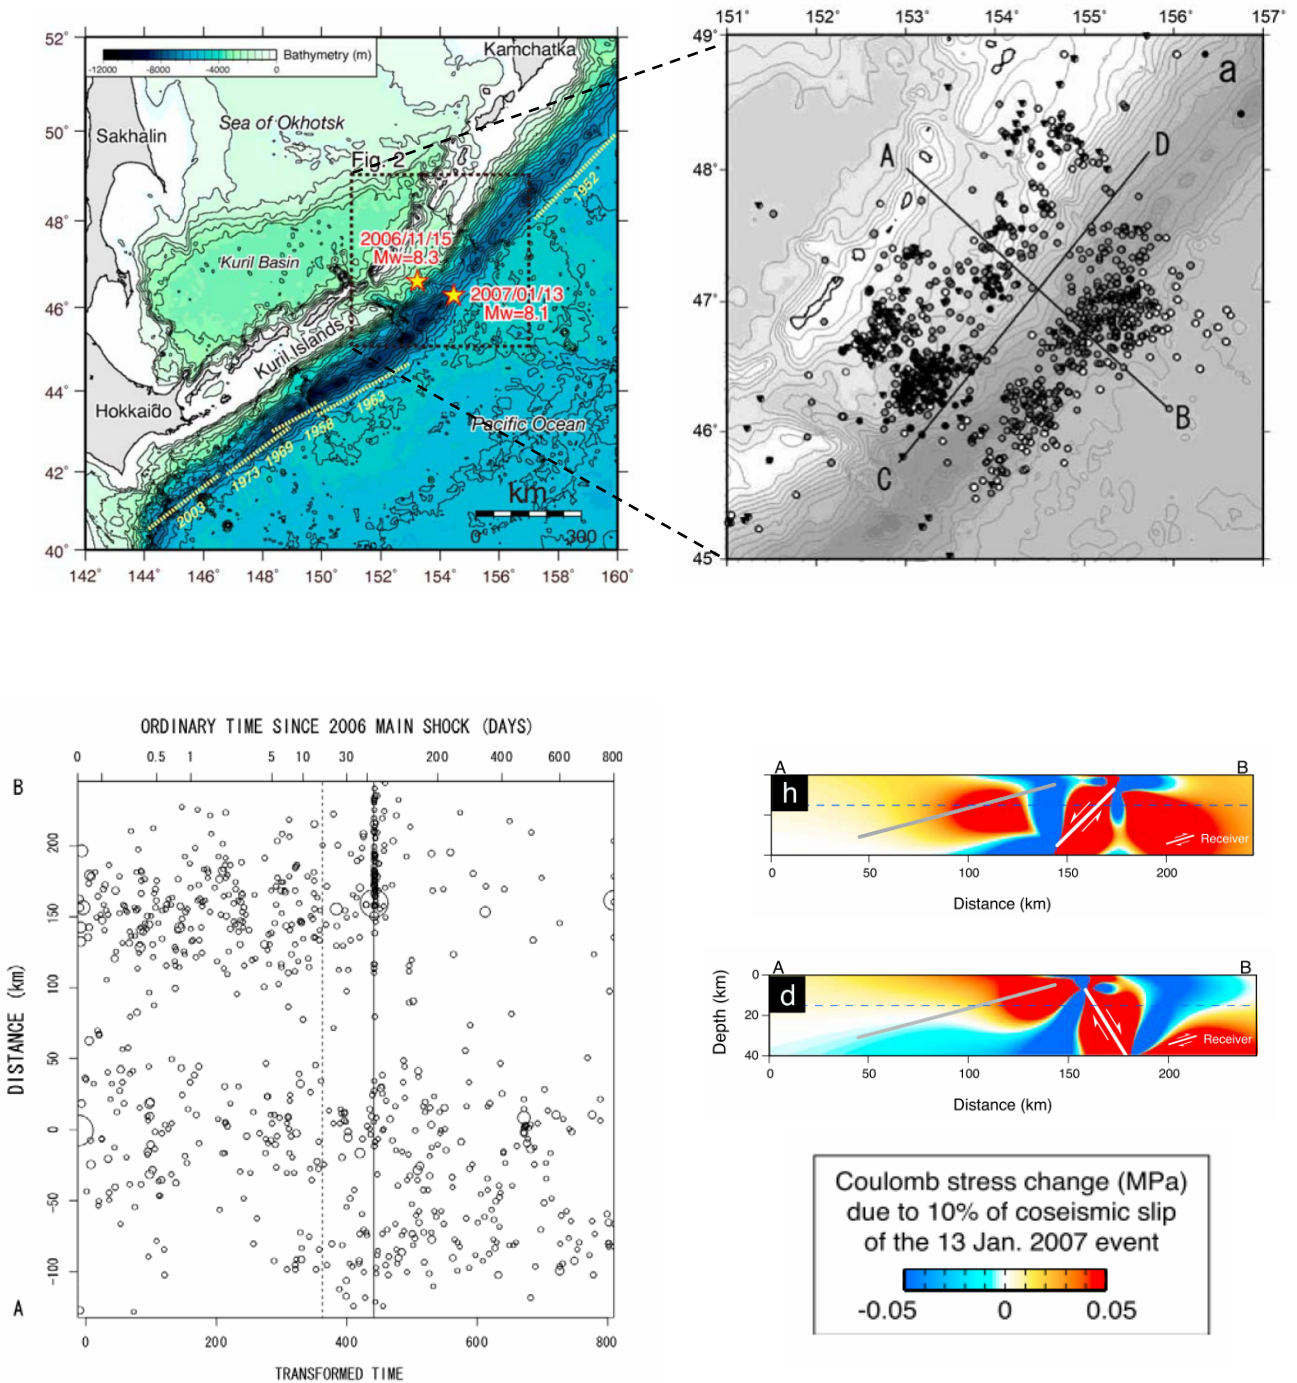 52°
50°
48°
46°
44°
42°
40°
142° 144° 146° 148° 150° 152° 154° 156° 158° 160°
-12000 -8000 -4000 0
Bathymetry (m)
Kamchatka
Sakhalin
Sea of Okhotsk
Fig. 2
1952
2006/11/15
Mw=8.3
Kuril Basin
2007/01/13
Mw=8.1
Kuril Islands
Hokkaido
1963
1958
1969
1973
2003
Pacific Ocean
km
0 300
151° 152° 153° 154° 155° 156° 157°
49°
48°
47°
46°
45°
a
A
D
B
C
ORDINARY TIME SINCE 2006 MAIN SHOCK (DAYS)
0 0.5 1 5 10 30 200 400 600 800
B
DISTANCE (km)
200
150
100
50
0
-50
-100
A
0 200 400 600 800
TRANSFORMED TIME
A B
h
Receiver
0 50 100 150 200
Distance (km)
A B
d
Depth (km)
0
20
40
Receiver
0 50 100 150 200
Distance (km)
Coulomb stress change (MPa)
due to 10% of coseismic slip
of the 13 Jan. 2007 event
-0.05 0 0.05